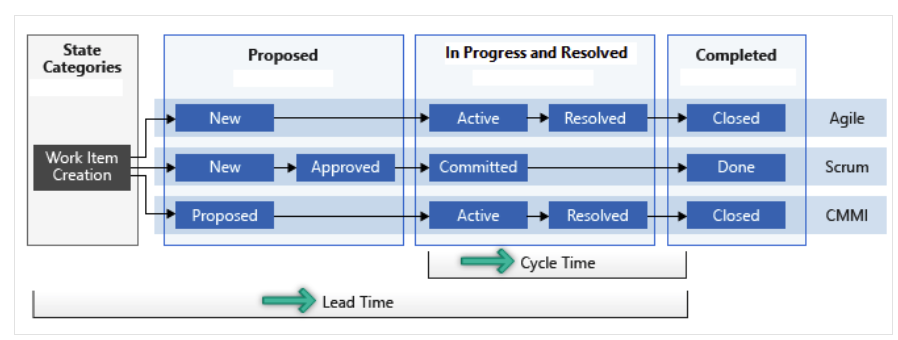 State
Categories
Proposed
In Progress and Resolved
Completed
Work Item
Creation
New
Active
Resolved
Closed
Agile
New
Approved
Committed
Done
Scrum
Proposed
Active
Resolved
Closed
CMMI
Cycle Time
Lead Time